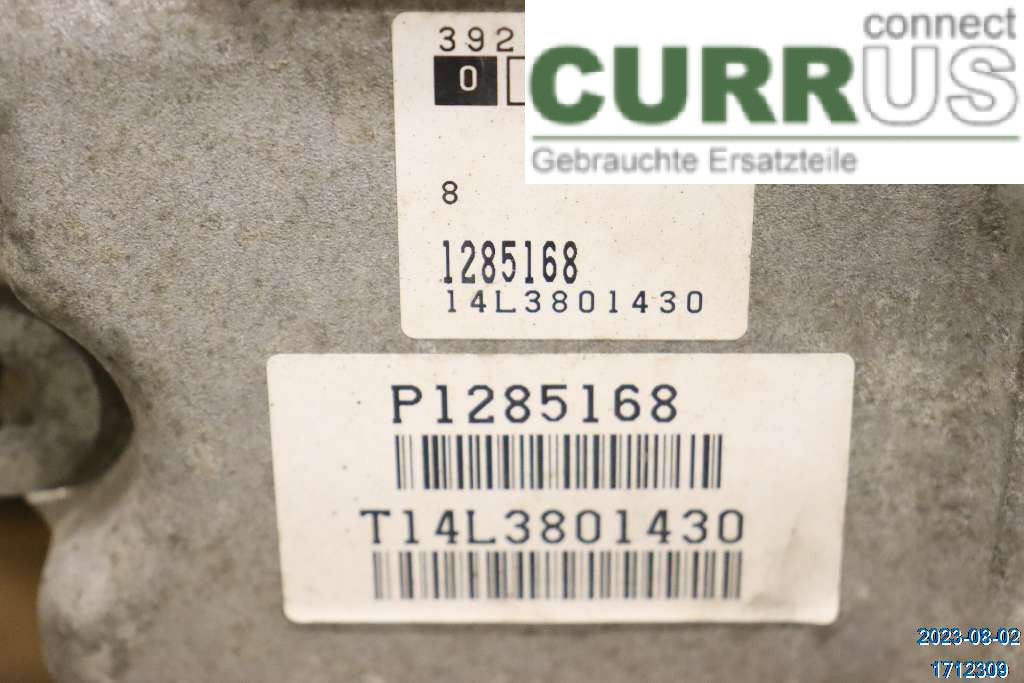 392
0
connect
CURRUS
Gebrauchte Ersatzteile
8
1285168
14L3801430
P1285168
T14L3801430
2023-08-02
1712309